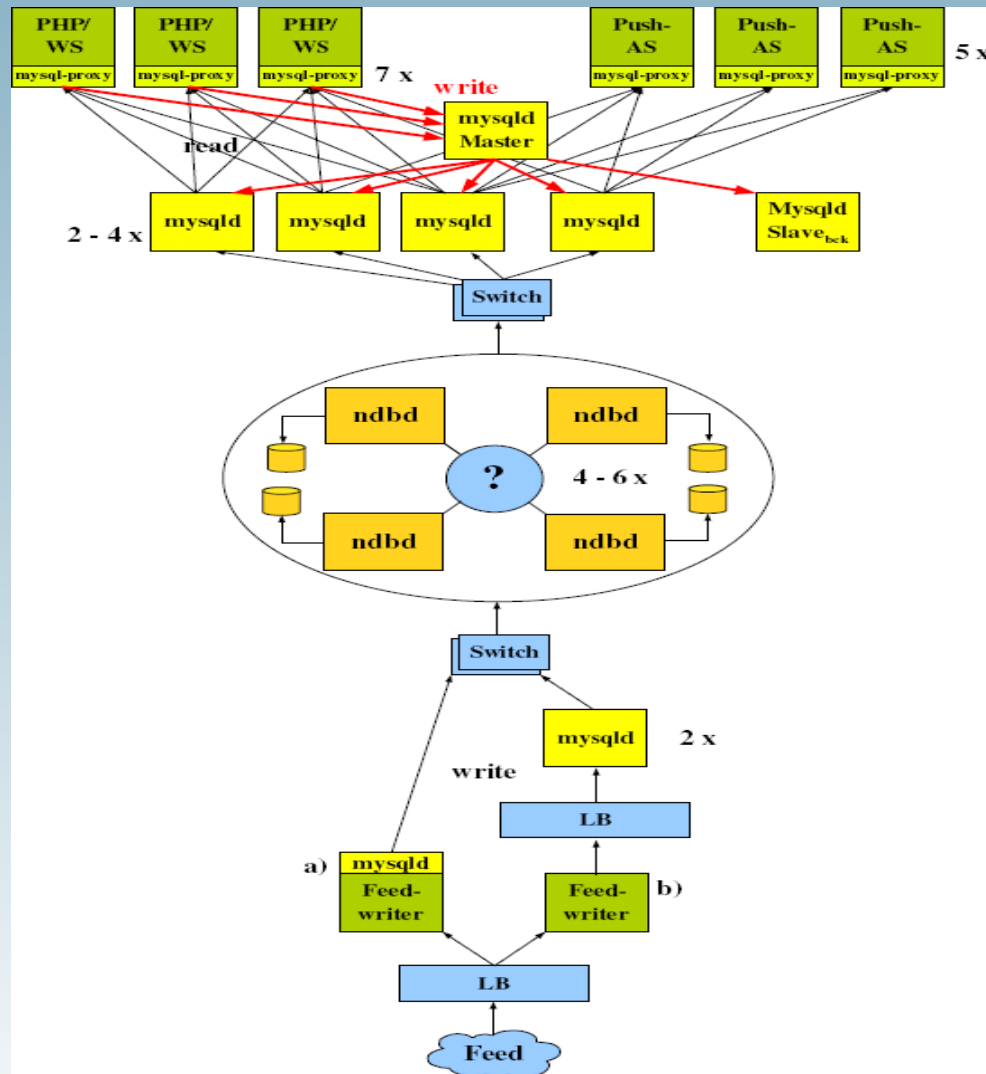 PHP/
WS
mysql-proxy
PHP/
WS
mysql-proxy
PHP/
WS
mysql-proxy
7 x
Push-
AS
mysql-proxy
Push-
AS
mysql-proxy
Push-
AS
mysql-proxy
5 x
write
mysqld
Master
read
2 - 4 x
mysqld
mysqld
mysqld
mysqld
Mysqld
Slave bck
Switch
ndbd
ndbd
?
4 - 6 x
ndbd
ndbd
Switch
mysqld
2 x
write
LB
a)
mysqld
Feed-
writer
Feed-
writer
b)
LB
Feed